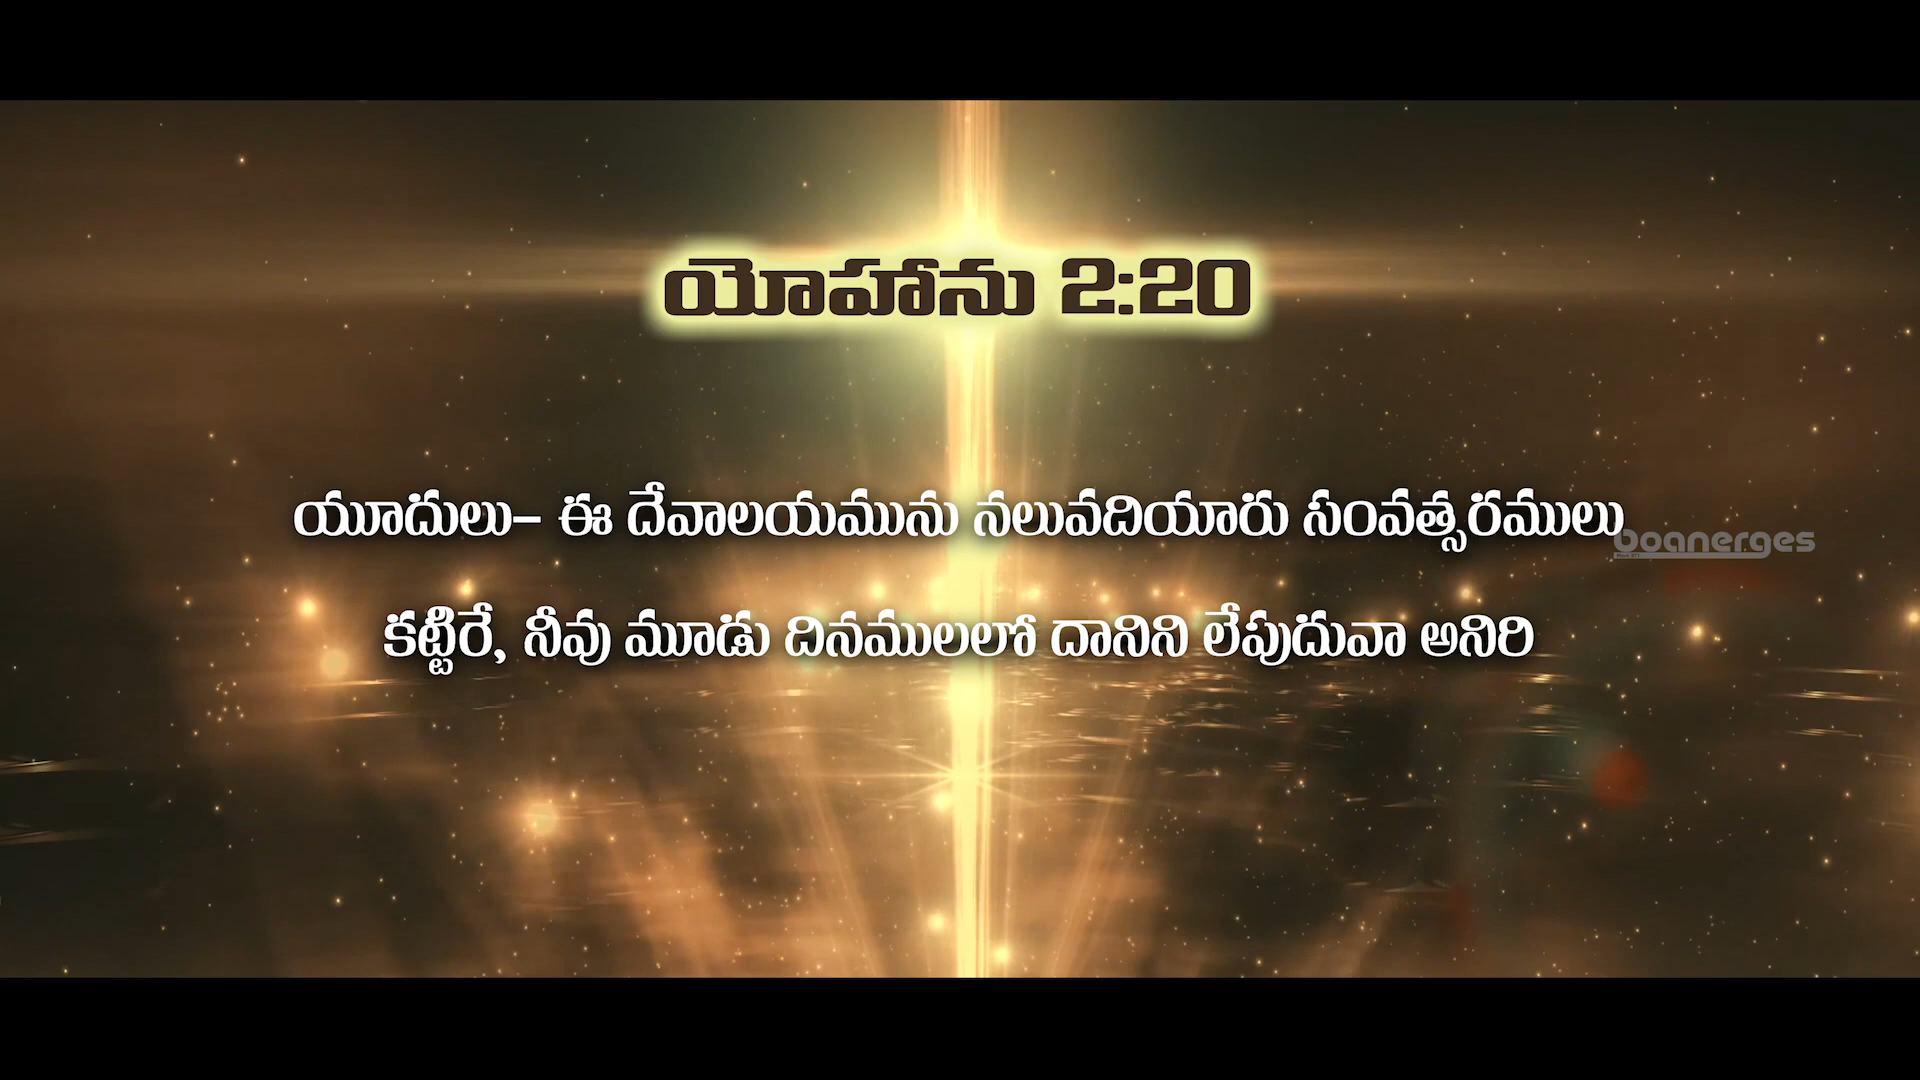 యోహాను 2:20
యూదులు– ఈ దేవాలయమును నలువదియారు సంవత్సరములు
boanerges
కట్టిరే, నీవు మూడు దినములలో దానిని లేపుదువా అనిరి